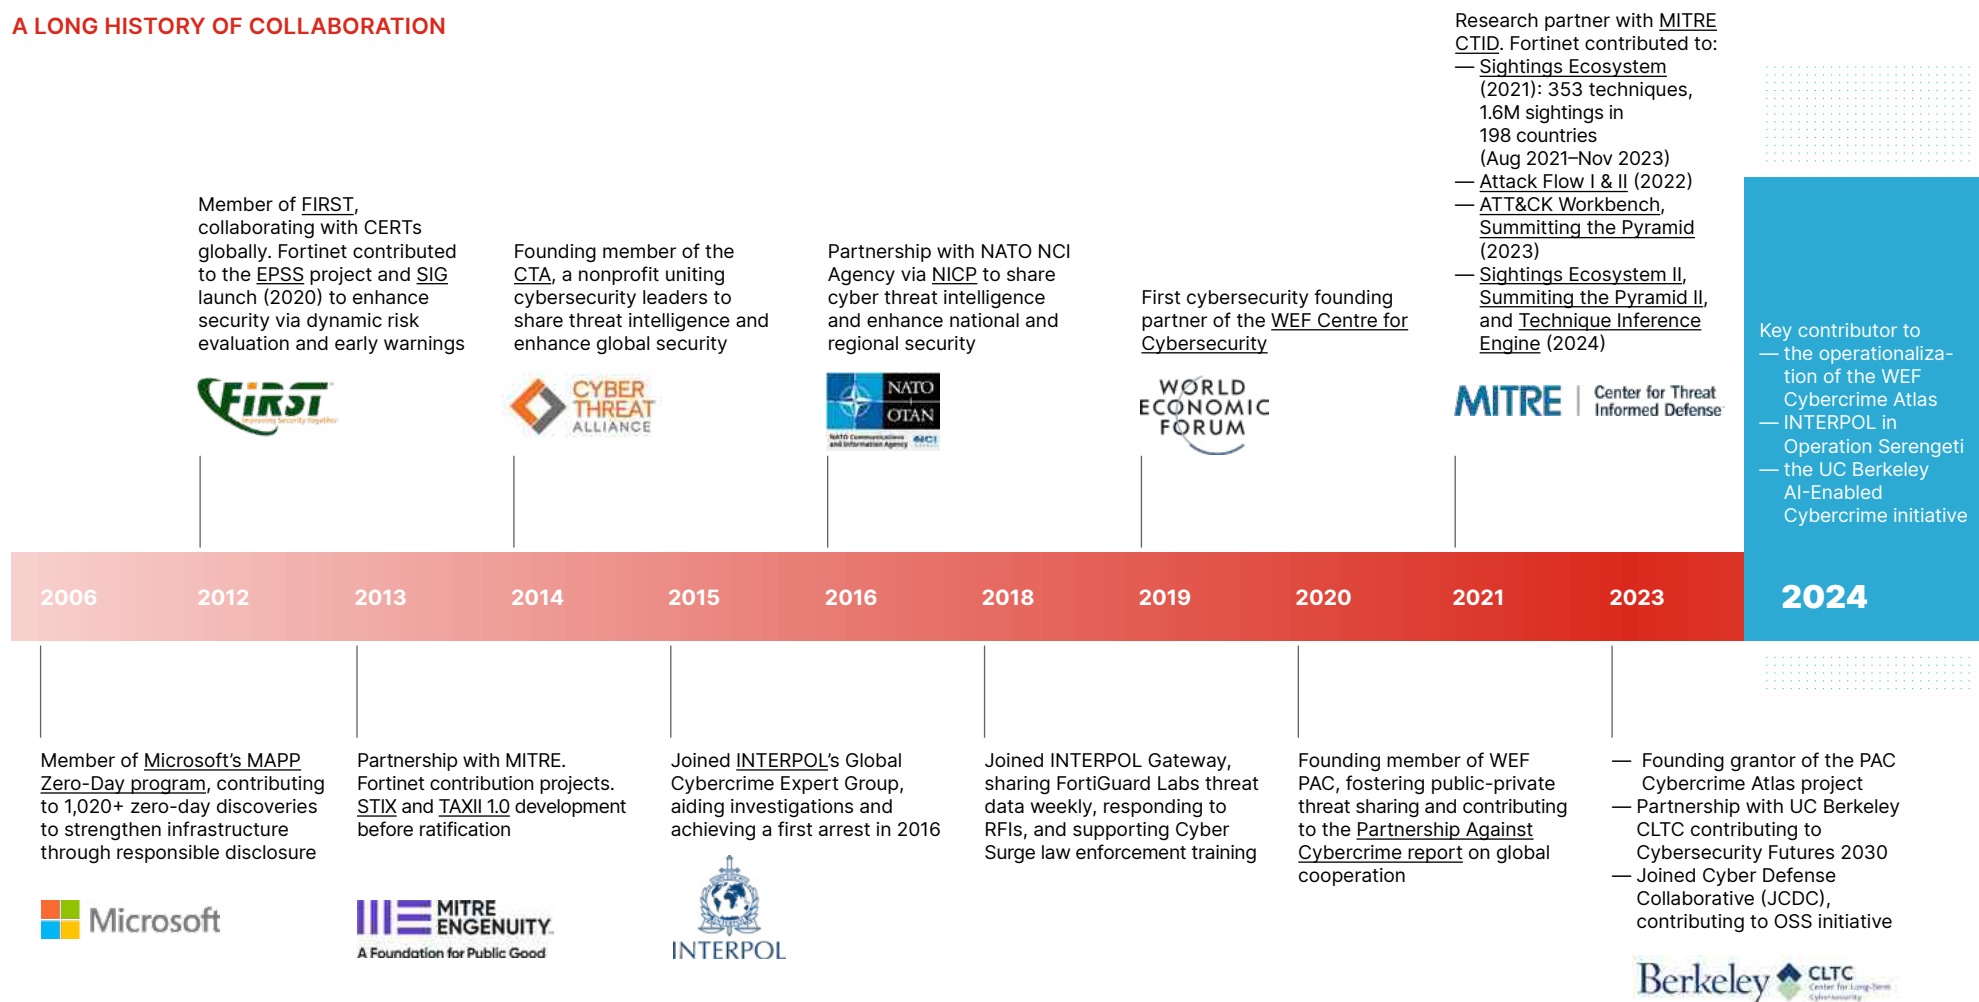 A LONG HISTORY OF COLLABORATION
Member of FIRST,
collaborating with CERTs
globally. Fortinet contributed
to the EPSS project and SIG
launch (2020) to enhance
security via dynamic risk
evaluation and early warnings
FiRST
Improving Security Together
Founding member of the
CTA, a nonprofit uniting
cybersecurity leaders to
share threat intelligence and
enhance global security
CYBER
THREAT
ALLIANCE
Partnership with NATO NCI
Agency via NICP to share
cyber threat intelligence
and enhance national and
regional security
NATO
OTAN
NATO Communications
and Information Agency
NCI
First cybersecurity founding
partner of the WEF Centre for
Cybersecurity
WORLD
ECONOMIC
FORUM
Research partner with MITRE
CTID. Fortinet contributed to:
— Sightings Ecosystem
(2021): 353 techniques,
1.6M sightings in
198 countries
(Aug 2021–Nov 2023)
— Attack Flow I & II (2022)
— ATT&CK Workbench,
Summitting the Pyramid
(2023)
— Sightings Ecosystem II,
Summiting the Pyramid II,
and Technique Inference
Engine (2024)
MITRE | Center for Threat
Informed Defense
Key contributor to
— the operationaliza-
tion of the WEF
Cybercrime Atlas
— INTERPOL in
Operation Serengeti
— the UC Berkeley
AI-Enabled
Cybercrime initiative
2006 2012 2013 2014 2015 2016 2018 2019 2020 2021 2023 2024
Member of Microsoft’s MAPP
Zero-Day program, contributing
to 1,020+ zero-day discoveries
to strengthen infrastructure
through responsible disclosure
Microsoft
Partnership with MITRE.
Fortinet contribution projects.
STIX and TAXII 1.0 development
before ratification
MITRE
ENGENUITY
A Foundation for Public Good
Joined INTERPOL’s Global
Cybercrime Expert Group,
aiding investigations and
achieving a first arrest in 2016
INTERPOL
Joined INTERPOL Gateway,
sharing FortiGuard Labs threat
data weekly, responding to
RFIs, and supporting Cyber
Surge law enforcement training
Founding member of WEF
PAC, fostering public-private
threat sharing and contributing
to the Partnership Against
Cybercrime report on global
cooperation
— Founding grantor of the PAC
Cybercrime Atlas project
— Partnership with UC Berkeley
CLTC contributing to
Cybersecurity Futures 2030
— Joined Cyber Defense
Collaborative (JCDC),
contributing to OSS initiative
Berkeley CLTC
Center for Long-Term
Cybersecurity